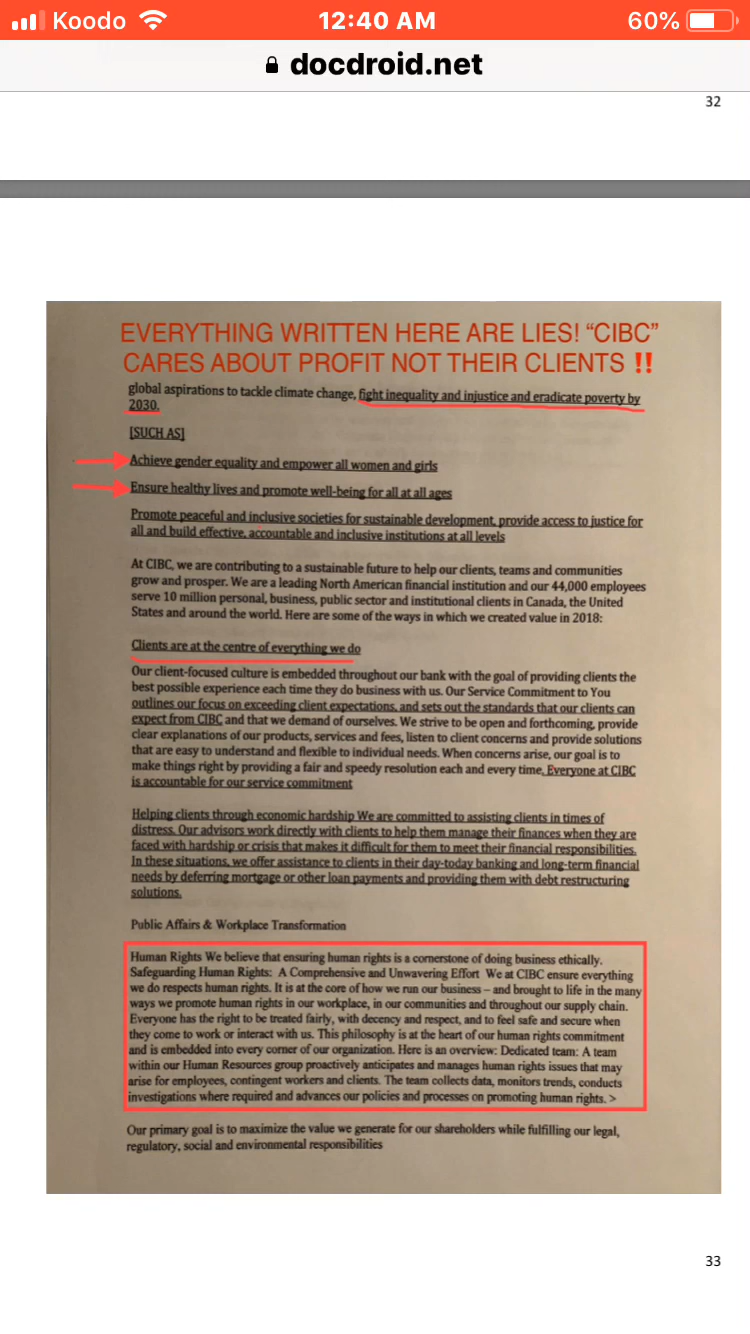 Koodo 12:40 AM 60%
docdroid.net
32
EVERYTHING WRITTEN HERE ARE LIES! “CIBC”
CARES ABOUT PROFIT NOT THEIR CLIENTS ‼
global aspirations to tackle climate change, fight inequality and injustice and eradicate poverty by
2030.
[SUCH AS]
Achieve gender equality and empower all women and girls
Ensure healthy lives and promote well-being for all at all ages
Promote peaceful and inclusive societies for sustainable development, provide access to justice for
all and build effective, accountable and inclusive institutions at all levels
At CIBC, we are contributing to a sustainable future to help our clients, teams and communities
grow and prosper. We are a leading North American financial institution and our 44,000 employees
serve 10 million personal, business, public sector and institutional clients in Canada, the United
States and around the world. Here are some of the ways in which we created value in 2018:
Clients are at the centre of everything we do
Our client-focused culture is embedded throughout our bank with the goal of providing clients the
best possible experience each time they do business with us. Our Service Commitment to You
outlines our focus on exceeding client expectations, and sets out the standards that our clients can
expect from CIBC and that we demand of ourselves. We strive to be open and forthcoming, provide
clear explanations of our products, services and fees, listen to client concerns and provide solutions
that are easy to understand and flexible to individual needs. When concerns arise, our goal is to
make things right by providing a fair and speedy resolution each and every time, Everyone at CIBC
is accountable for our service commitment
Helping clients through economic hardship We are committed to assisting clients in times of
distress. Our advisors work directly with clients to help them manage their finances when they are
faced with hardship or crisis that makes it difficult for them to meet their financial responsibilities.
In these situations, we offer assistance to clients in their day-today banking and long-term financial
needs by deferring mortgage or other loan payments and providing them with debt restructuring
solutions.
Public Affairs & Workplace Transformation
Human Rights We believe that ensuring human rights is a cornerstone of doing business ethically.
Safeguarding Human Rights: A Comprehensive and Unwavering Effort We at CIBC ensure everything
we do respects human rights. It is at the core of how we run our business – and brought to life in the many
ways we promote human rights in our workplace, in our communities and throughout our supply chain.
Everyone has the right to be treated fairly, with decency and respect, and to feel safe and secure when
they come to work or interact with us. This philosophy is at the heart of our human rights commitment
and is embedded into every corner of our organization. Here is an overview: Dedicated team: A team
within our Human Resources group proactively anticipates and manages human rights issues that may
arise for employees, contingent workers and clients. The team collects data, monitors trends, conducts
investigations where required and advances our policies and processes on promoting human rights. >
Our primary goal is to maximize the value we generate for our shareholders while fulfilling our legal,
regulatory, social and environmental responsibilities
33